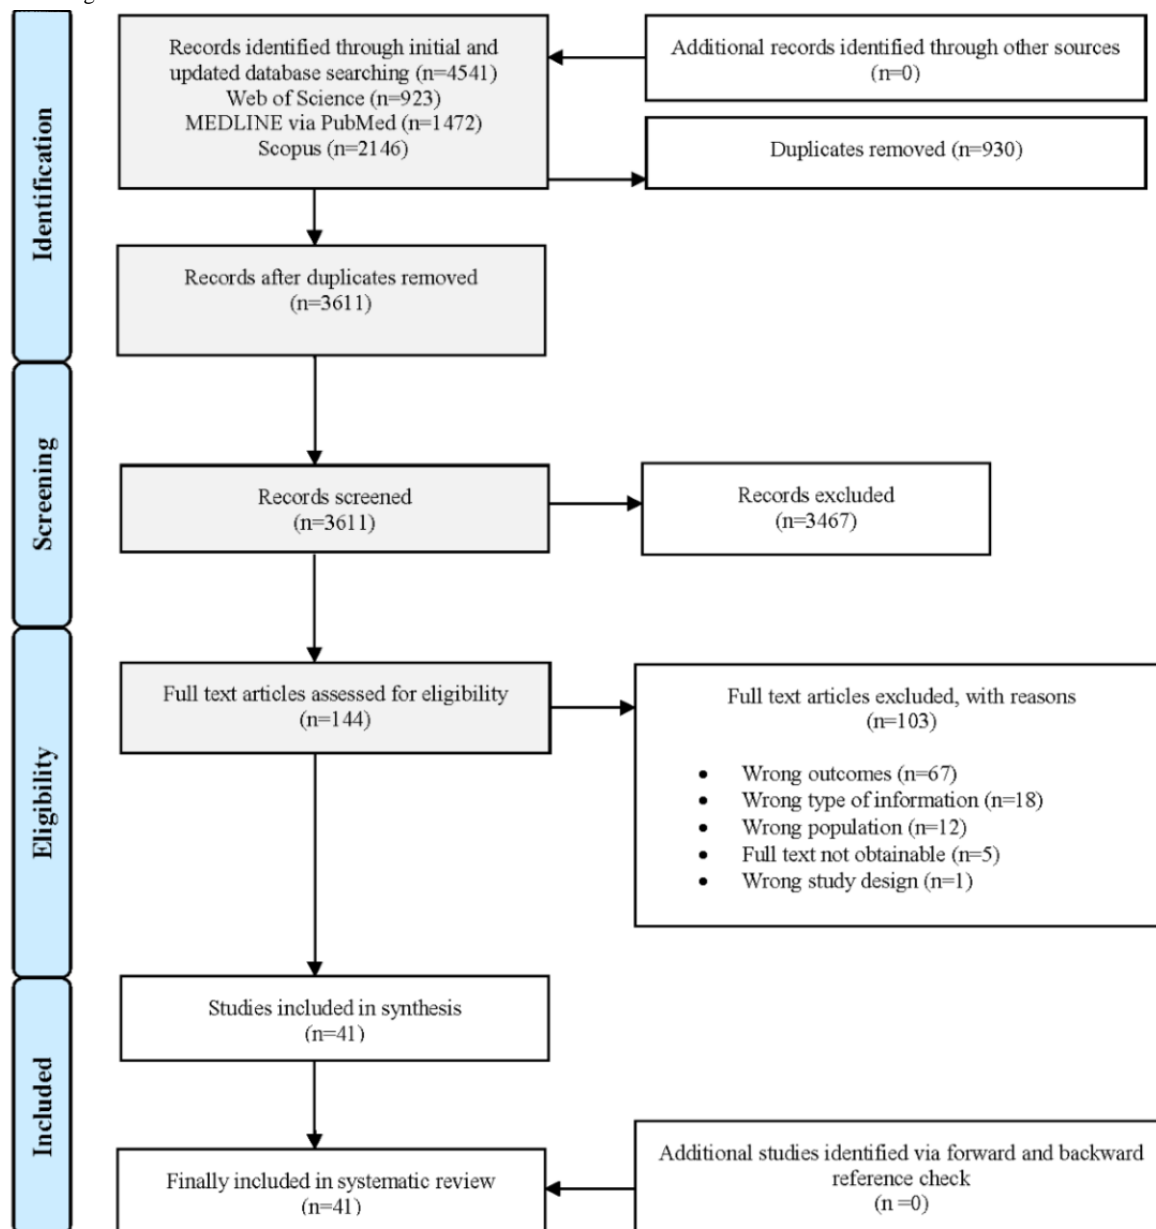 Records identified through initial and
updated database searching (n=4541)
Web of Science (n=923)
MEDLINE via PubMed (n=1472)
Scopus (n=2146)
Additional records identified through other sources
(n=0)
Duplicates removed (n=930)
Identification
Records after duplicates removed
(n=3611)
Screening
Records screened
(n=3611)
Records excluded
(n=3467)
Eligibility
Full text articles assessed for eligibility
(n=144)
Full text articles excluded, with reasons
(n=103)
• Wrong outcomes (n=67)
• Wrong type of information (n=18)
• Wrong population (n=12)
• Full text not obtainable (n=5)
• Wrong study design (n=1)
Included
Studies included in synthesis
(n=41)
Finally included in systematic review
(n=41)
Additional studies identified via forward and backward
reference check
(n =0)